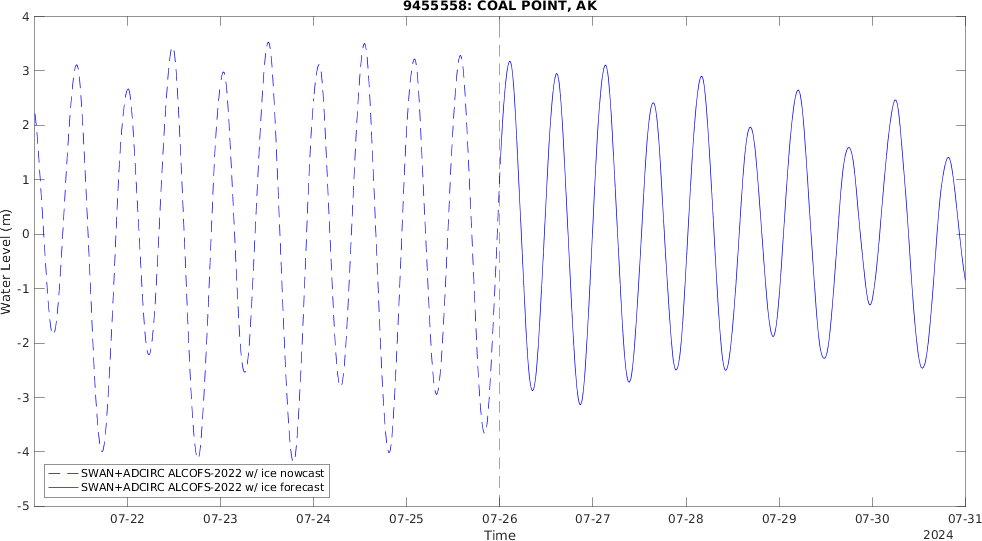 9455558: COAL POINT, AK
4
3
2
1
0
-1
-2
-3
-4
-5
Water Level (m)
SWAN+ADCIRC ALCOFS-2022 w/ ice nowcast
SWAN+ADCIRC ALCOFS-2022 w/ ice forecast
07-22 07-23 07-24 07-25 07-26 07-27 07-28 07-29 07-30 07-31
Time
2024